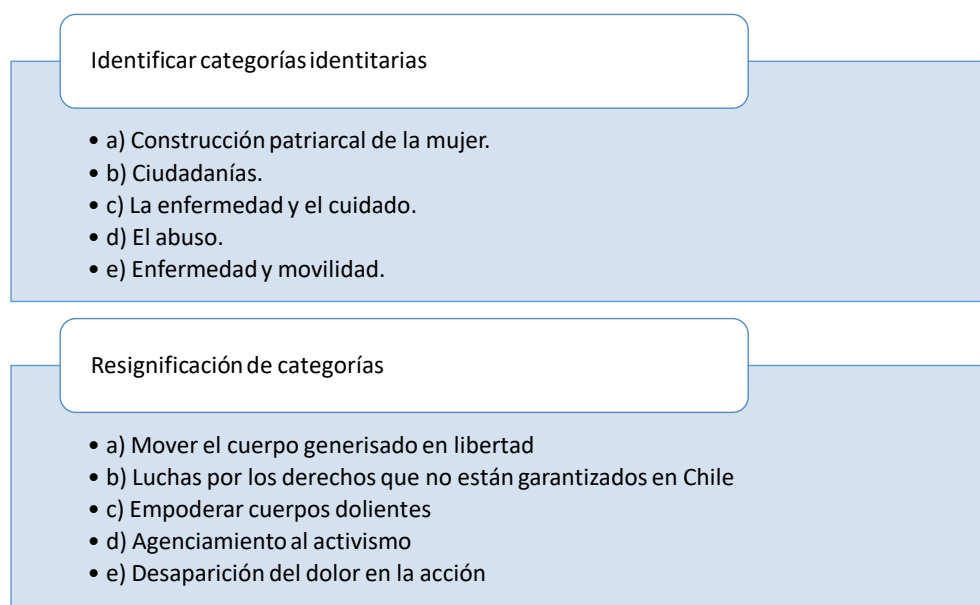 Identificar categorías identitarias
• a) Construcción patriarcal de la mujer.
• b) Ciudadanías.
• c) La enfermedad y el cuidado.
• d) El abuso.
• e) Enfermedad y movilidad.
Resignificación de categorías
• a) Mover el cuerpo generisado en libertad
• b) Luchas por los derechos que no están garantizados en Chile
• c) Empoderar cuerpos dolientes
• d) Agenciamiento al activismo
• e) Desaparición del dolor en la acción